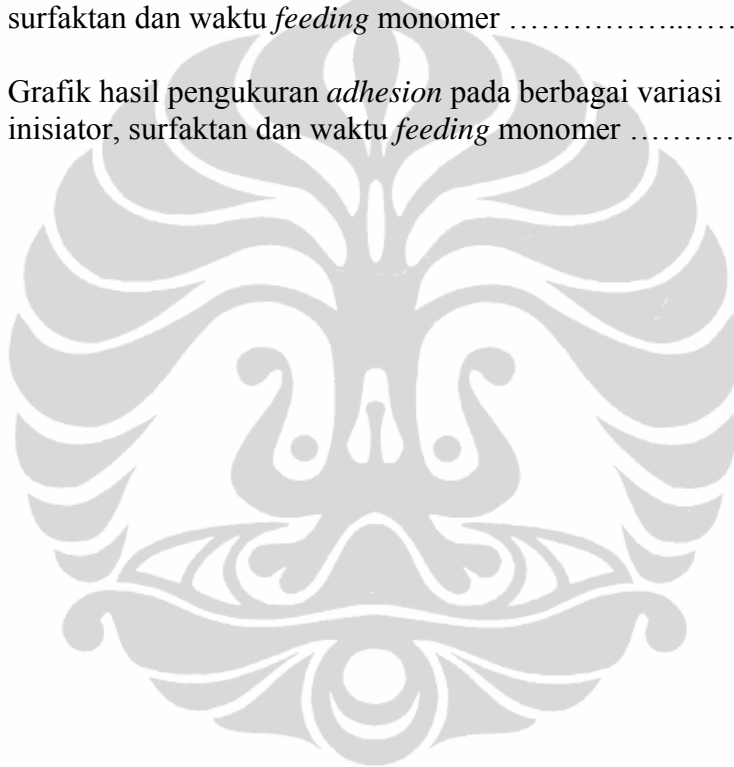 surfaktan dan waktu feeding monomer ……………..……
Grafik hasil pengukuran adhesion pada berbagai variasi
inisiator, surfaktan dan waktu feeding monomer ……….